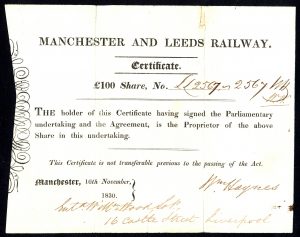 MANCHESTER AND LEEDS RAILWAY.
Certificate.
£100 Share, No. 2567
THE holder of this Certificate having signed the Parliamentary
undertaking and the Agreement, is the Proprietor of the above
Share in this undertaking.
This Certificate is not transferable previous to the passing of the Act.
Manchester, 16th November,
1830.
Wm Haynes
16 Castle Street Liverpool